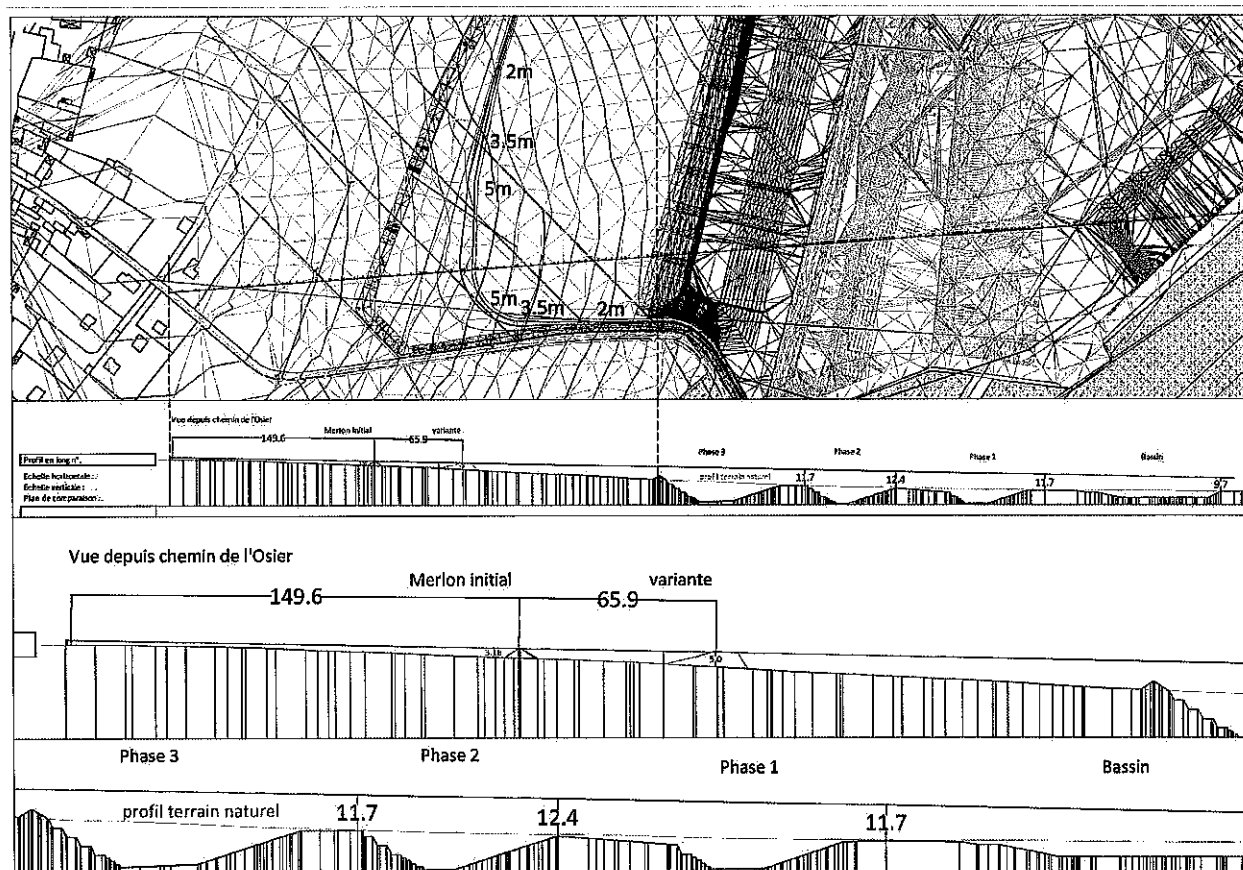 2m
3.5m
5m
5m
3.5m
2m
Vue depuis chemin de l'Osier
149.6
Merlon initial
65.9
variante
Profil en long n°.
Echelle horizontale :
Echelle verticale :
Plan de comparaison :
profil terrain naturel
Phase 3
Phase 2
Phase 1
Bassin
11.7
12.4
11.7
9.7
Vue depuis chemin de l'Osier
149.6
Merlon initial
65.9
variante
5.0
Phase 3
Phase 2
Phase 1
Bassin
profil terrain naturel
11.7
12.4
11.7